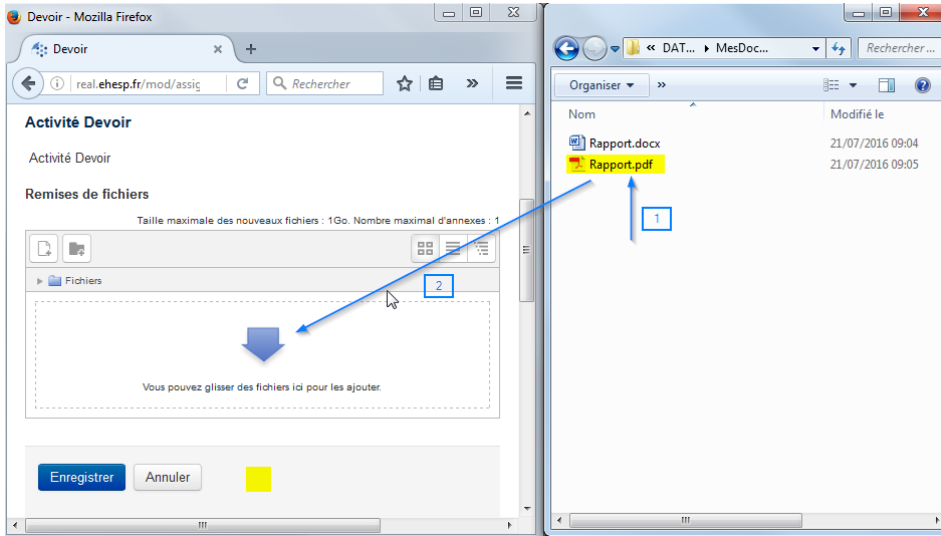 Devoir - Mozilla Firefox
Devoir
real.ehesp.fr/mod/assig
Rechercher
Activité Devoir
Activité Devoir
Remises de fichiers
Taille maximale des nouveaux fichiers : 1Go. Nombre maximal d'annexes : 1
Fichiers
2
Vous pouvez glisser des fichiers ici pour les ajouter.
Enregistrer
Annuler
« DAT... MesDoc...
Rechercher...
Organiser »
Nom
Modifié le
Rapport.docx
21/07/2016 09:04
Rapport.pdf
21/07/2016 09:05
1